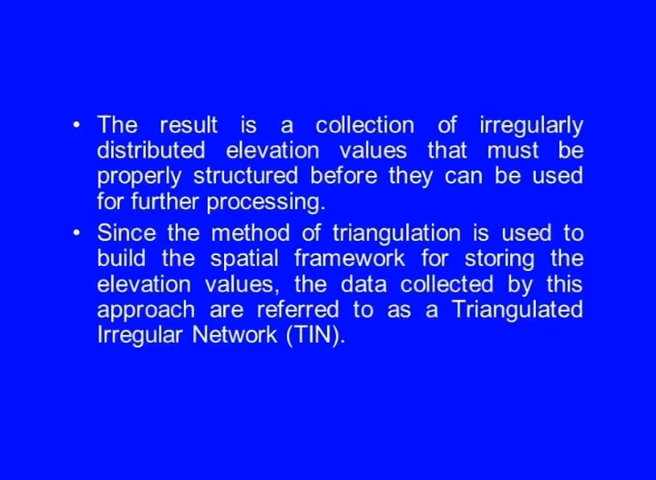 • The result is a collection of irregularly
distributed elevation values that must be
properly structured before they can be used
for further processing.
• Since the method of triangulation is used to
build the spatial framework for storing the
elevation values, the data collected by this
approach are referred to as a Triangulated
Irregular Network (TIN).